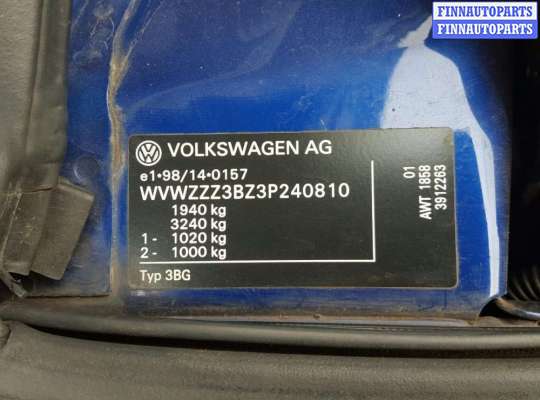 FINNAUTOPARTS
FINNAUTOPARTS
VOLKSWAGEN AG
e1*98/14*0157
WVWZZZ3BZ3P240810
1940 kg
3240 kg
1 - 1020 kg
2 - 1000 kg
Typ 3BG
01
AWT 1858
3912263